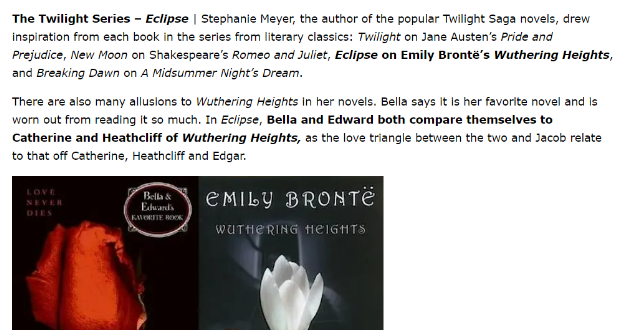 The Twilight Series – Eclipse | Stephanie Meyer, the author of the popular Twilight Saga novels, drew
inspiration from each book in the series from literary classics: Twilight on Jane Austen's Pride and
Prejudice, New Moon on Shakespeare's Romeo and Juliet, Eclipse on Emily Brontë's Wuthering Heights,
and Breaking Dawn on A Midsummer Night's Dream.
There are also many allusions to Wuthering Heights in her novels. Bella says it is her favorite novel and is
worn out from reading it so much. In Eclipse, Bella and Edward both compare themselves to
Catherine and Heathcliff of Wuthering Heights, as the love triangle between the two and Jacob relate
to that off Catherine, Heathcliff and Edgar.
LOVE
NEVER
DIES
Bella &
Edward's
FAVORITE BOOK
EMILY BRONTË
WUTHERING HEIGHTS